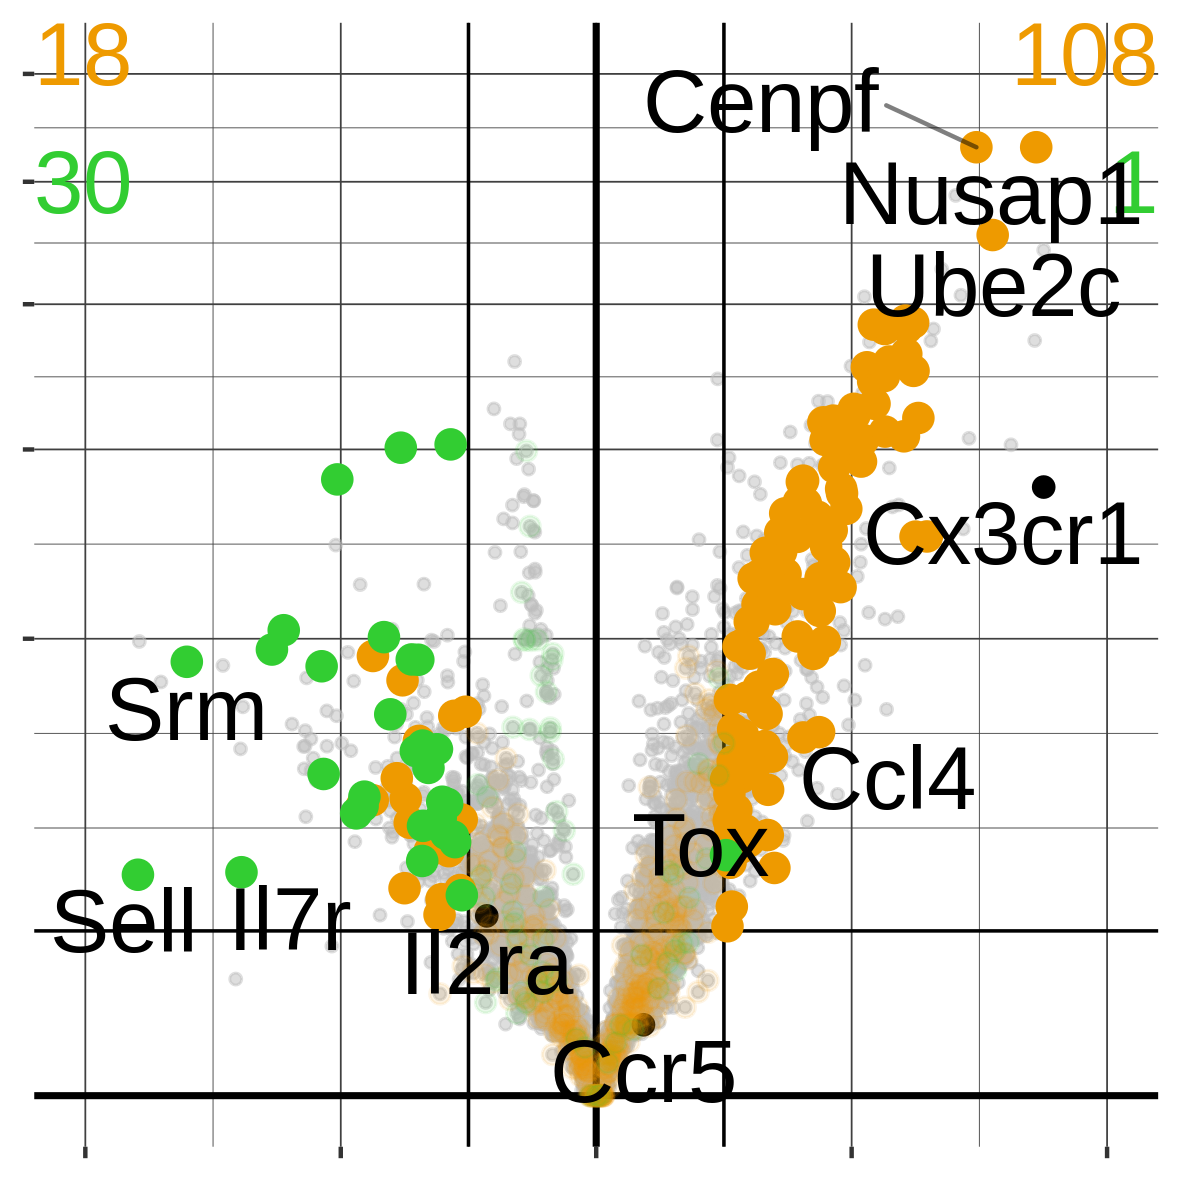 18 108
Cenpf
30 1
Nusap1
Ube2c
Cx3cr1
Srm
Ccl4
Tox
Sell Il7r
Il2ra
Ccr5